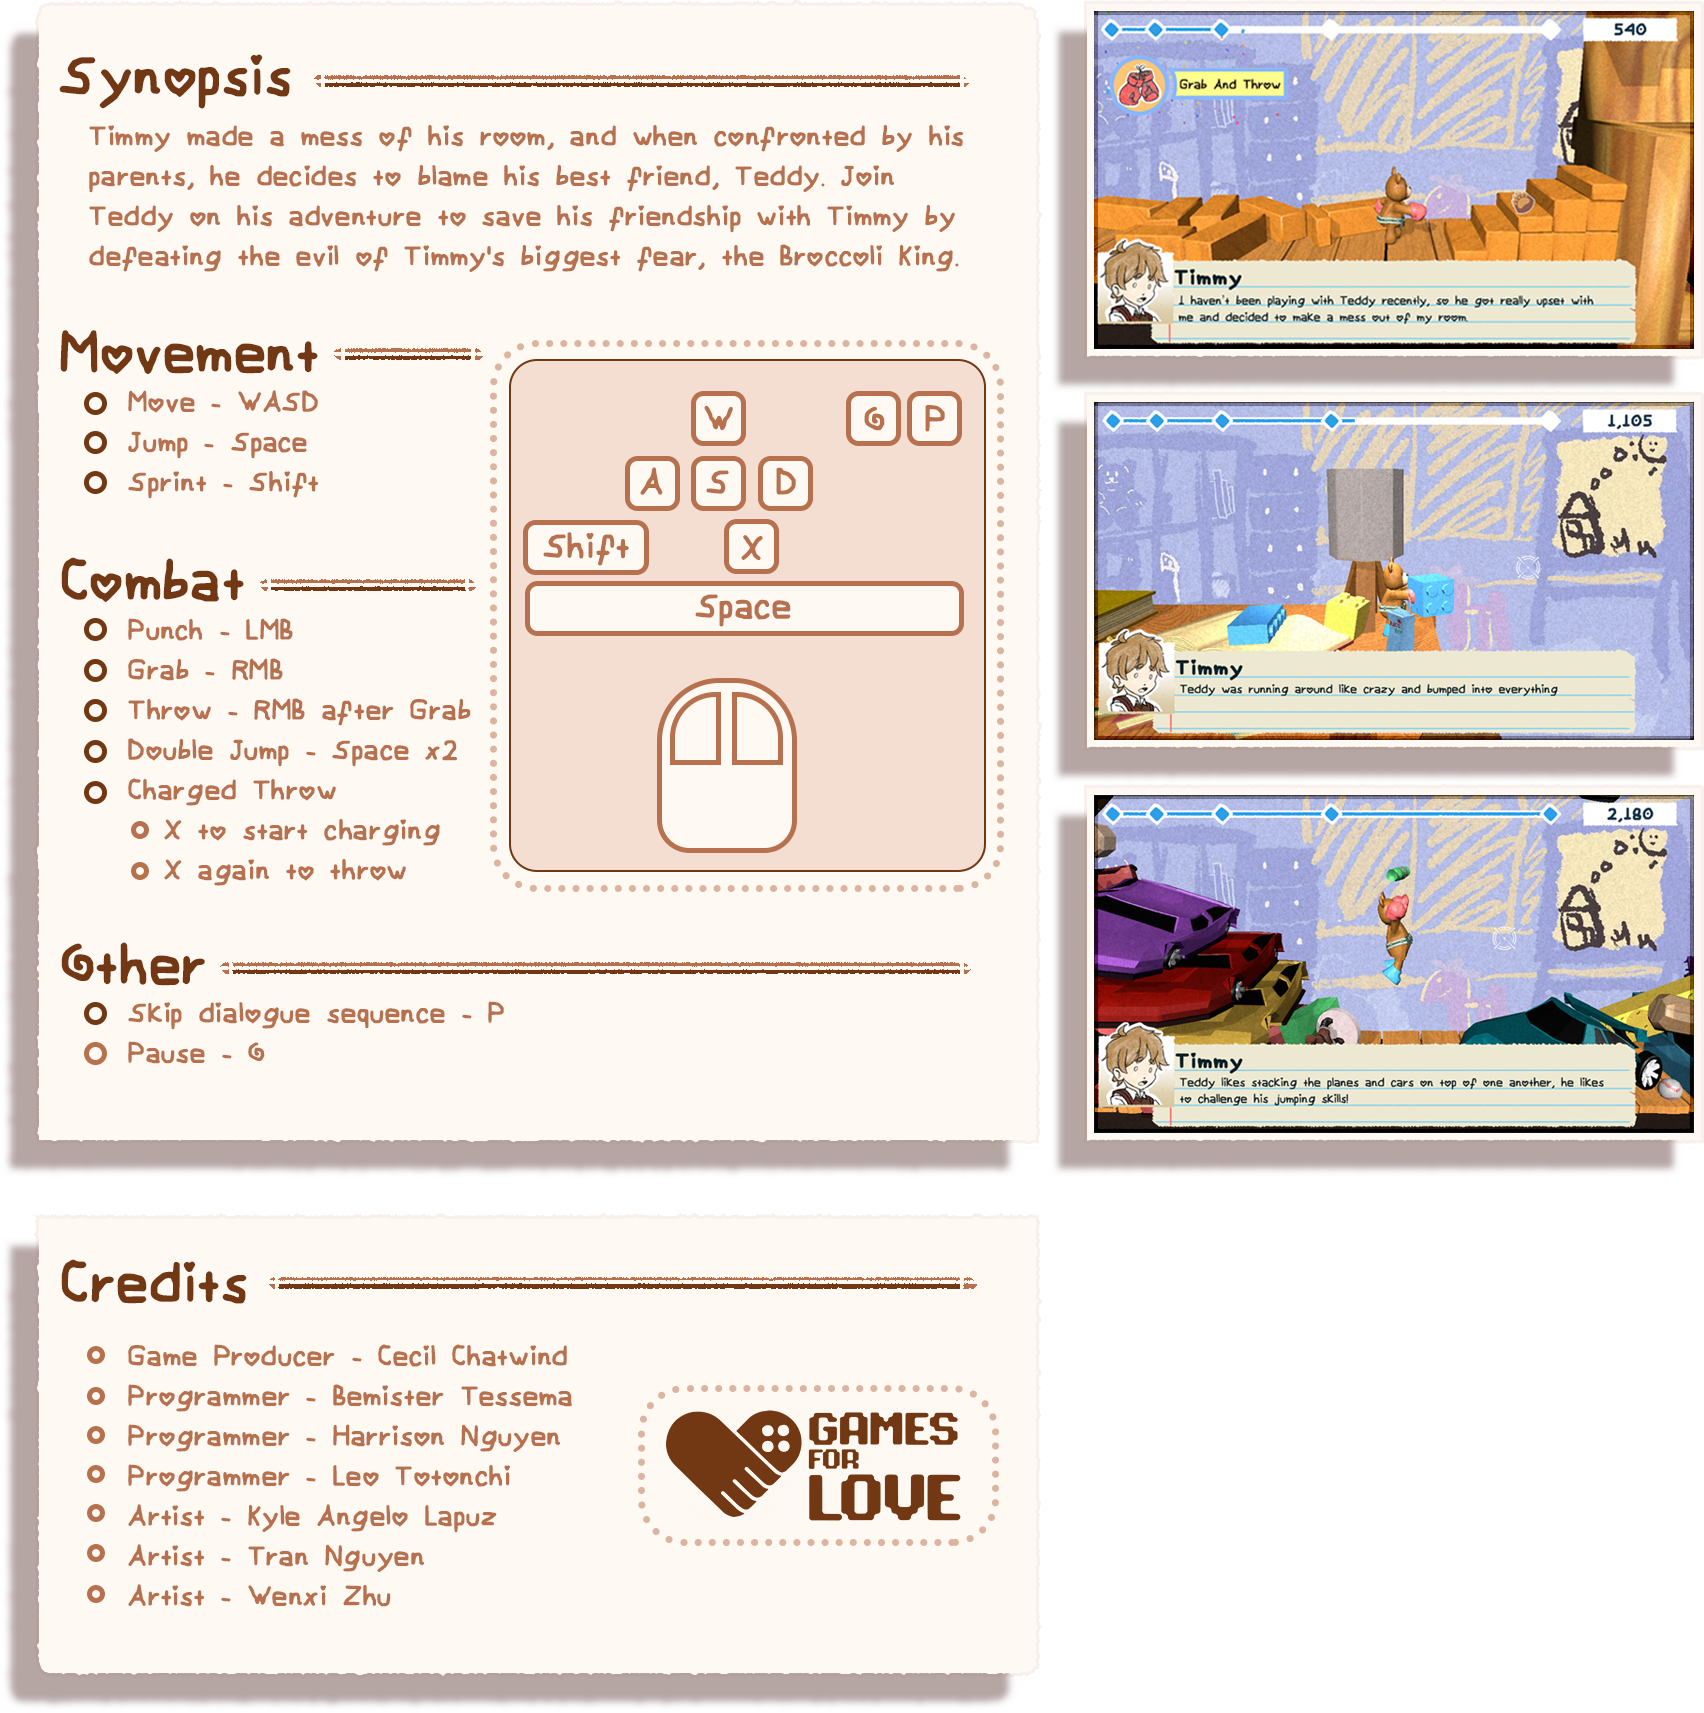 Synopsis
Timmy made a mess of his room, and when confronted by his
parents, he decides to blame his best friend, Teddy. Join
Teddy on his adventure to save his friendship with Timmy by
defeating the evil of Timmy's biggest fear, the Broccoli King.
Movement
Move - WASD
Jump - Space
Sprint - Shift
Combat
Punch - LMB
Grab - RMB
Throw - RMB after Grab
Double Jump - Space x2
Charged Throw
X to start charging
X again to throw
W O P
A S D
Shift X
Space
Other
Skip dialogue sequence - P
Pause - O
540
Grab And Throw
Timmy
I haven't been playing with Teddy recently, so he got really upset with
me and decided to make a mess out of my room.
1,105
Timmy
Teddy was running around like crazy and bumped into everything
2,180
Timmy
Teddy likes stacking the planes and cars on top of one another, he likes
to challenge his jumping skills!
Credits
Game Producer - Cecil Chatwind
Programmer - Bemister Tessema
Programmer - Harrison Nguyen
Programmer - Leo Totonchi
Artist - Kyle Angelo Lapuz
Artist - Tran Nguyen
Artist - Wenxi Zhu
GAMES
FOR
LOVE